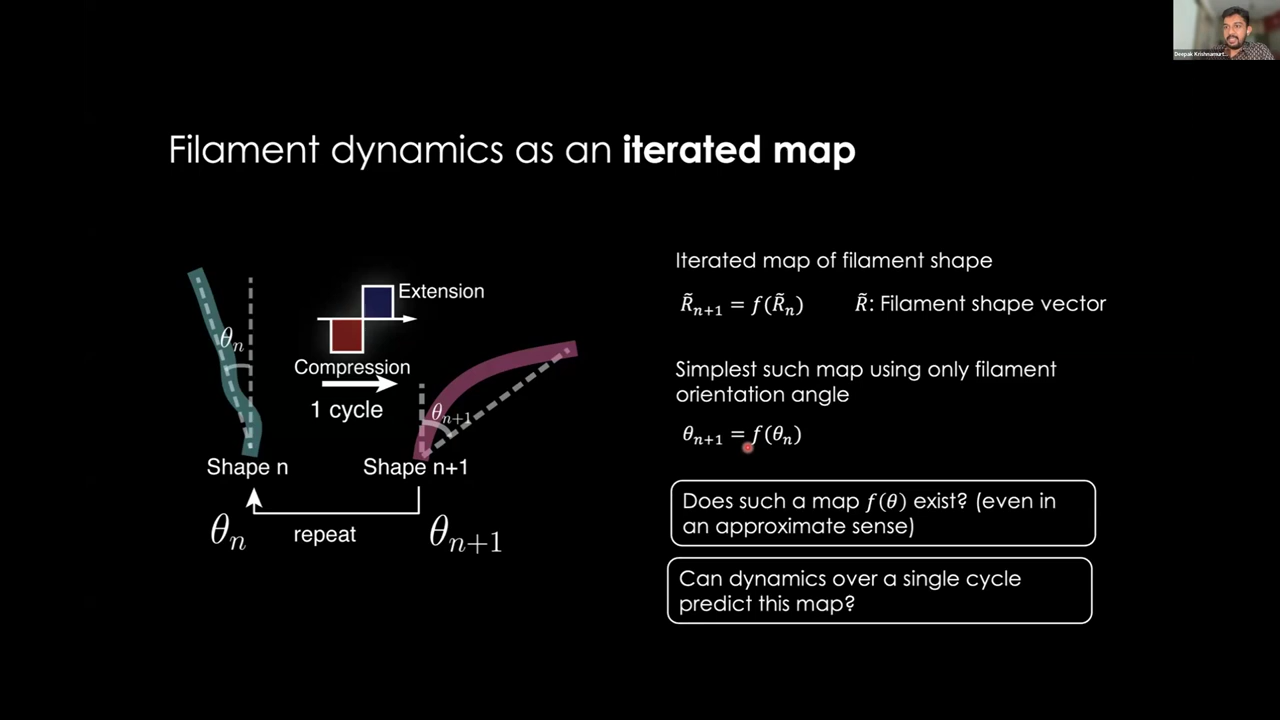 Deepak Krishnamurt...
Filament dynamics as an iterated map
Extension
θn
Compression
1 cycle
θn+1
Shape n
Shape n+1
θn
repeat
θn+1
Iterated map of filament shape
R̃n+1 = f(R̃n)
R̃: Filament shape vector
Simplest such map using only filament
orientation angle
θn+1 = f(θn)
Does such a map f(θ) exist? (even in
an approximate sense)
Can dynamics over a single cycle
predict this map?